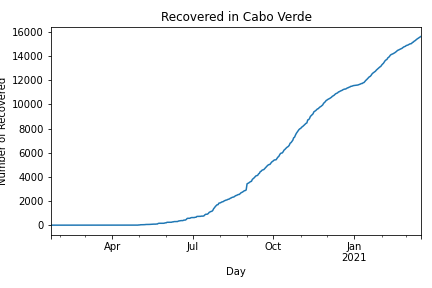 Recovered in Cabo Verde
Number of Recovered
16000
14000
12000
10000
8000
6000
4000
2000
0
Apr
Jul
Oct
Jan
2021
Day